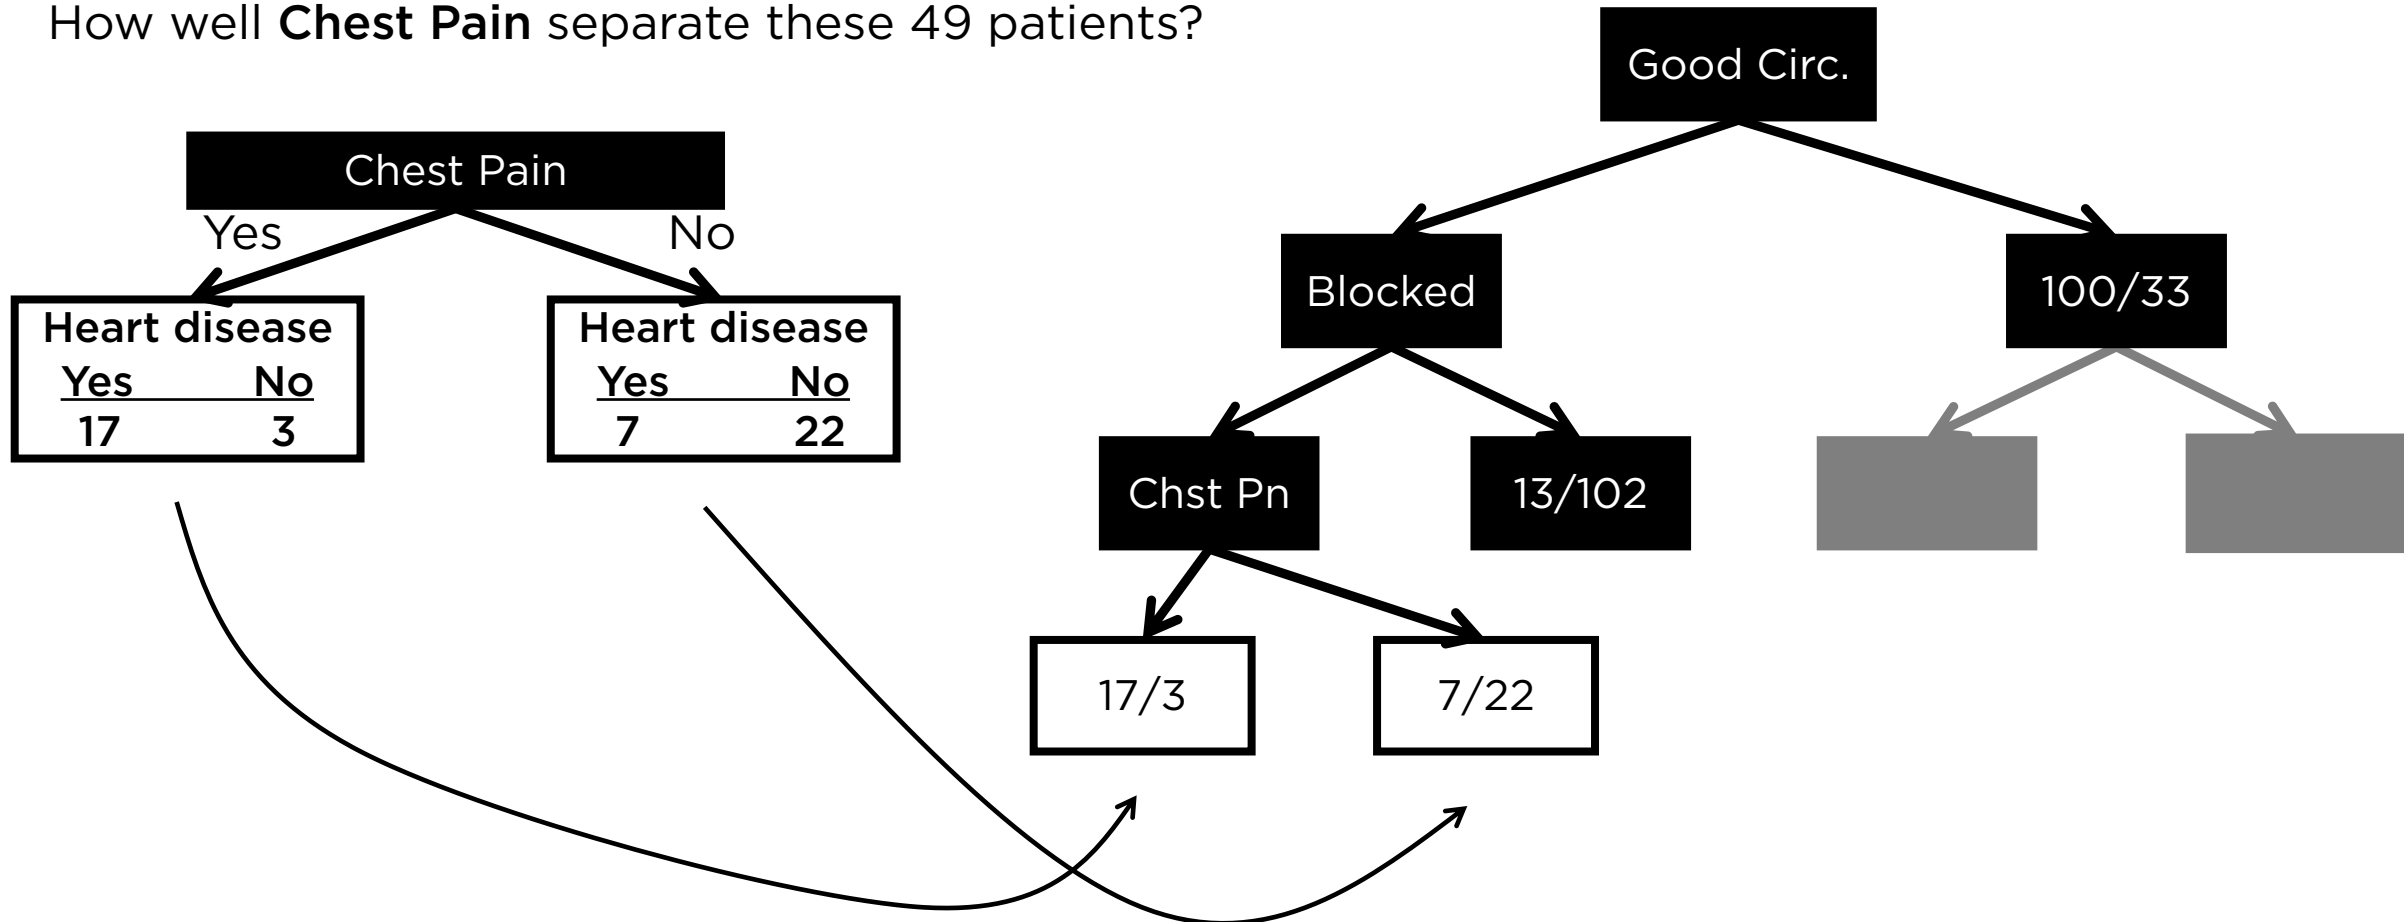 How well Chest Pain separate these 49 patients?
Chest Pain
Yes No
Heart disease
Yes No
17 3
Heart disease
Yes No
7 22
Good Circ.
Blocked
100/33
Chst Pn
13/102
17/3
7/22